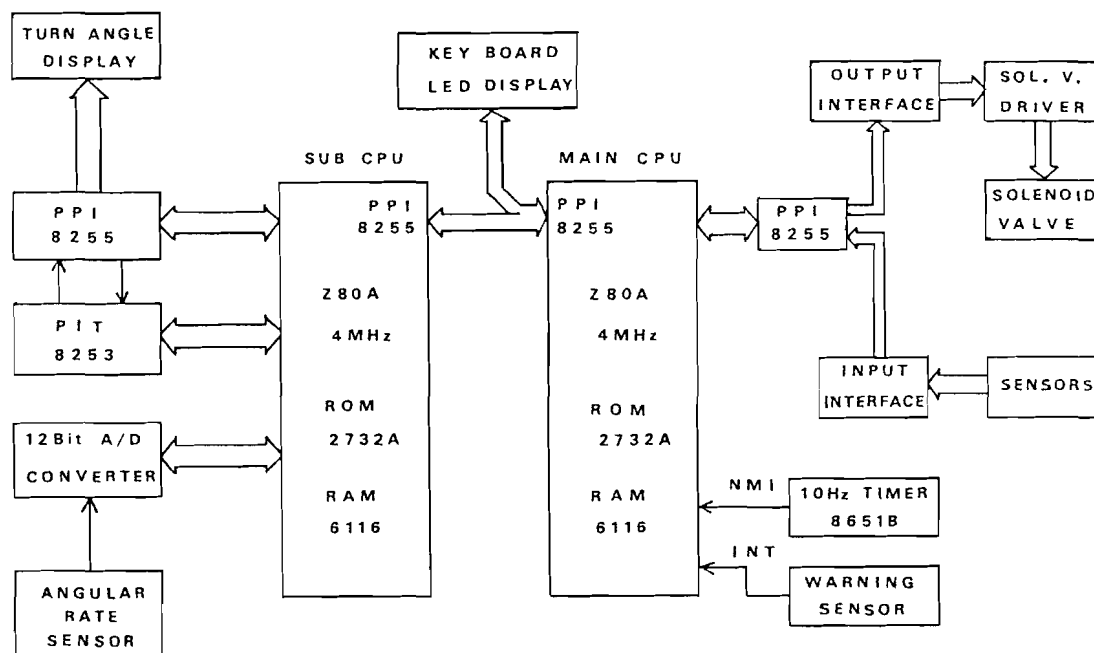 TURN ANGLE
DISPLAY
KEY BOARD
LED DISPLAY
OUTPUT
INTERFACE
SOL. V.
DRIVER
SOLENOID
VALVE
SUB CPU
MAIN CPU
PPI
8255
PPI
8255
PPI
8255
PPI
8255
Z80A
4MHz
Z80A
4MHz
PIT
8253
INPUT
INTERFACE
SENSORS
ROM
2732A
ROM
2732A
12Bit A/D
CONVERTER
RAM
6116
RAM
6116
NMI
10Hz TIMER
8651B
INT
WARNING
SENSOR
ANGULAR
RATE
SENSOR